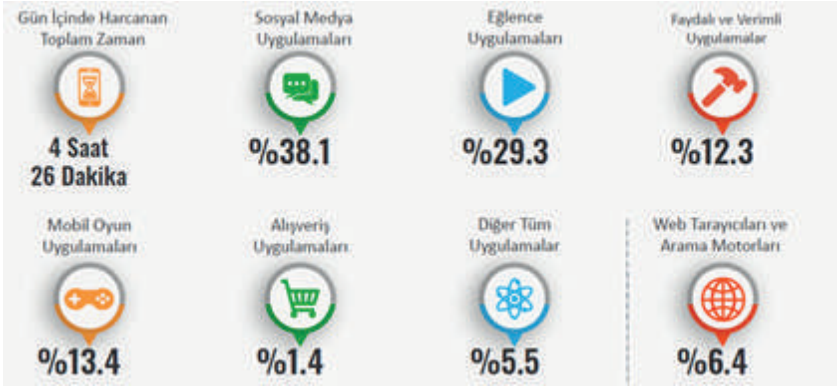 Gün İçinde Harcanan
Toplam Zaman
4 Saat
26 Dakika
Sosyal Medya
Uygulamaları
%38.1
Eğlence
Uygulamaları
%29.3
Faydalı ve Verimli
Uygulamalar
%12.3
Mobil Oyun
Uygulamaları
%13.4
Alışveriş
Uygulamaları
%1.4
Diğer Tüm
Uygulamalar
%5.5
Web Tarayıcıları ve
Arama Motorları
%6.4